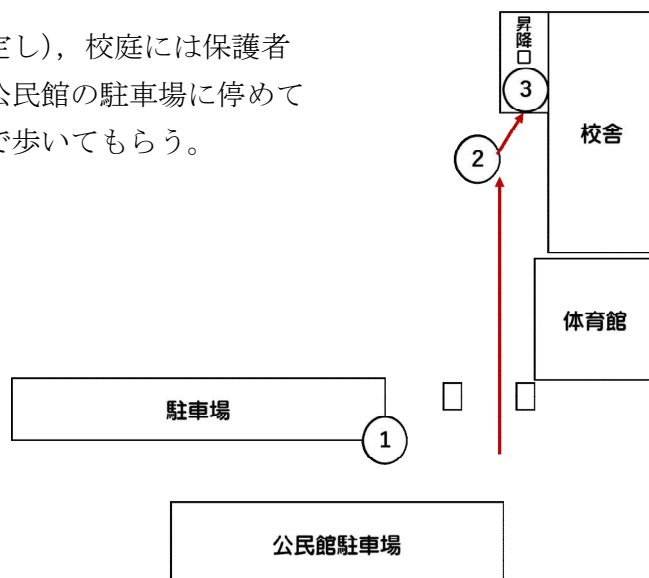 定し），校庭には保護者
公民館の駐車場に停めて
で歩いてもらう。
昇降口
③
校舎
②
体育館
駐車場
①
公民館駐車場